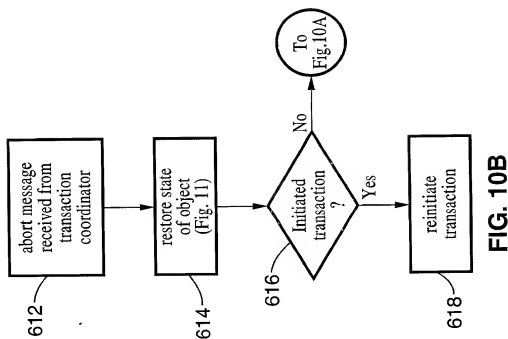 612
abort message
received from
transaction
coordinator
614
restore state
of object
(Fig. 11)
616
Initiated
transaction
?
No
To
Fig.10A
Yes
618
reinitiate
transaction
FIG. 10B